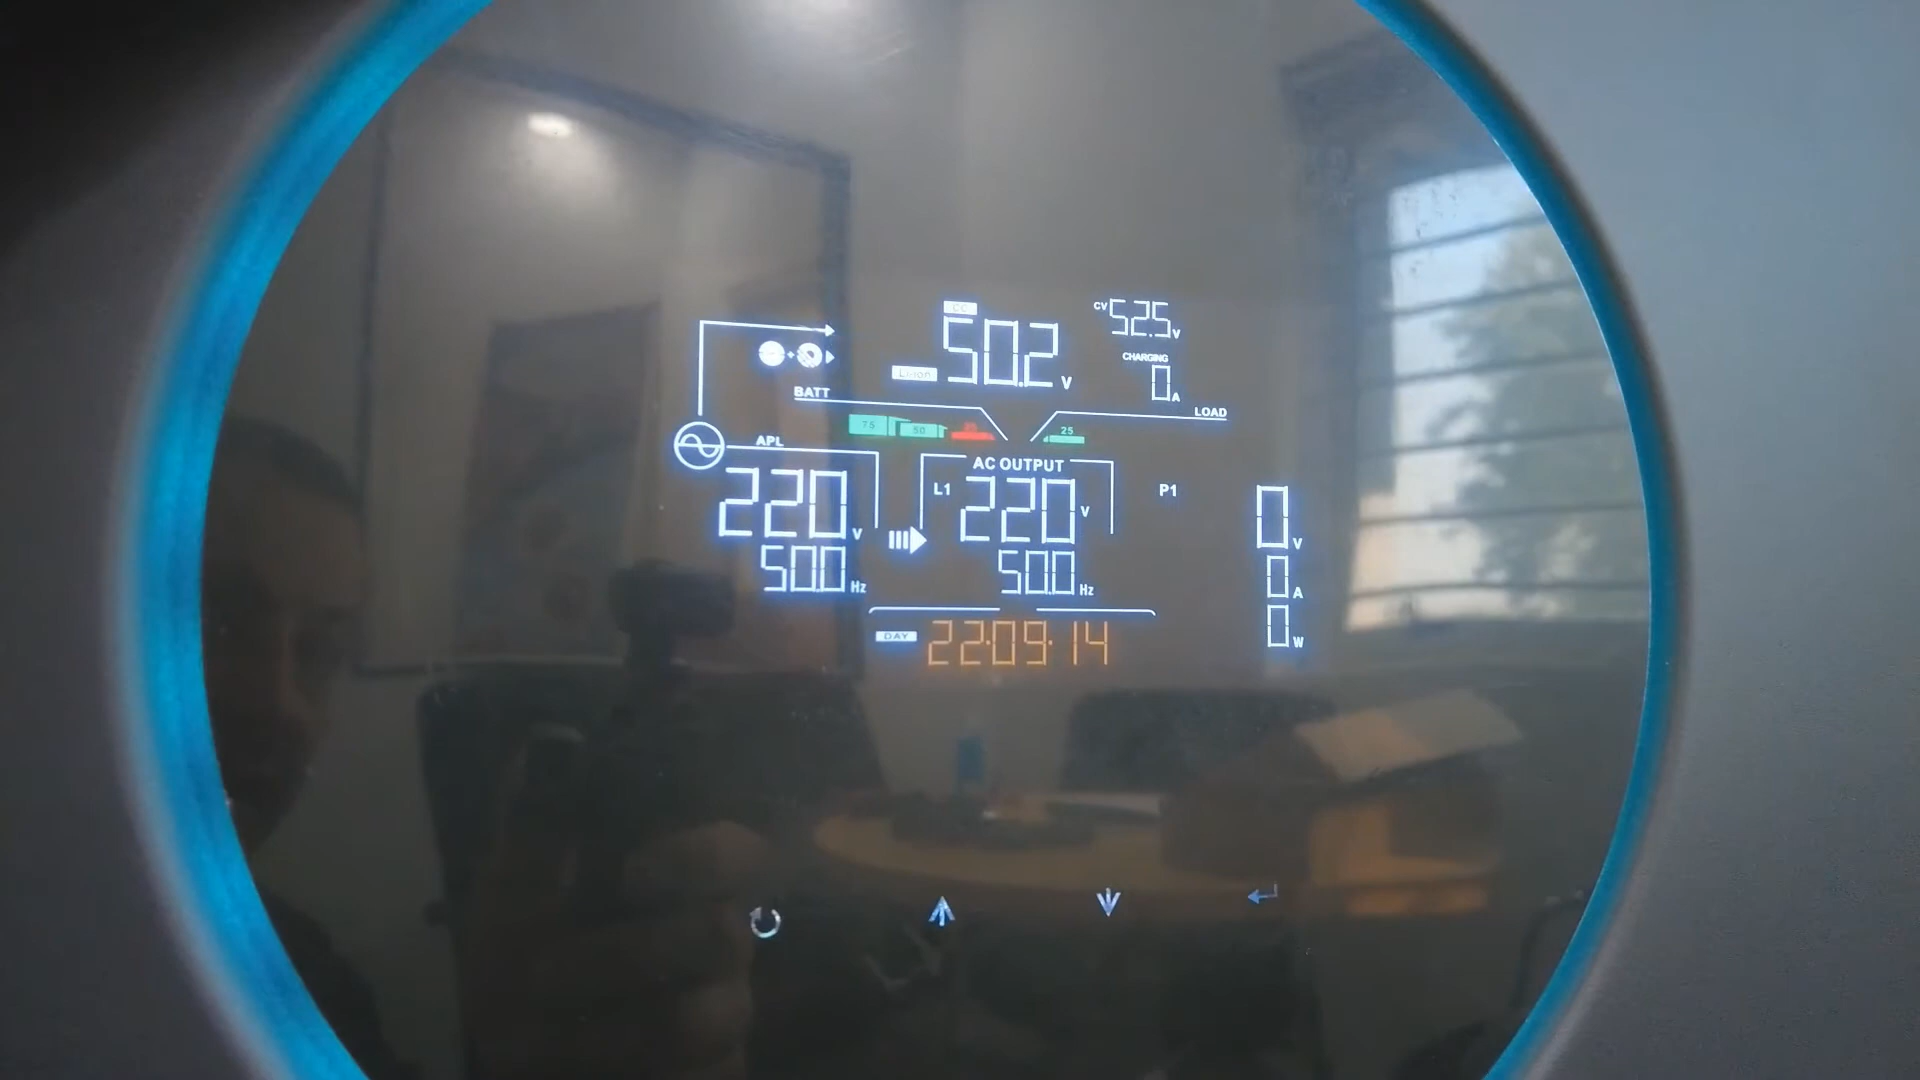 CC
50.2 V
CV 52.5 V
CHARGING
0 A
Li-ion
BATT
LOAD
75 50 25
25
APL
220 V
50.0 Hz
AC OUTPUT
L1 220 V
50.0 Hz
P1
0 V
0 A
0 W
DAY 22·09·14